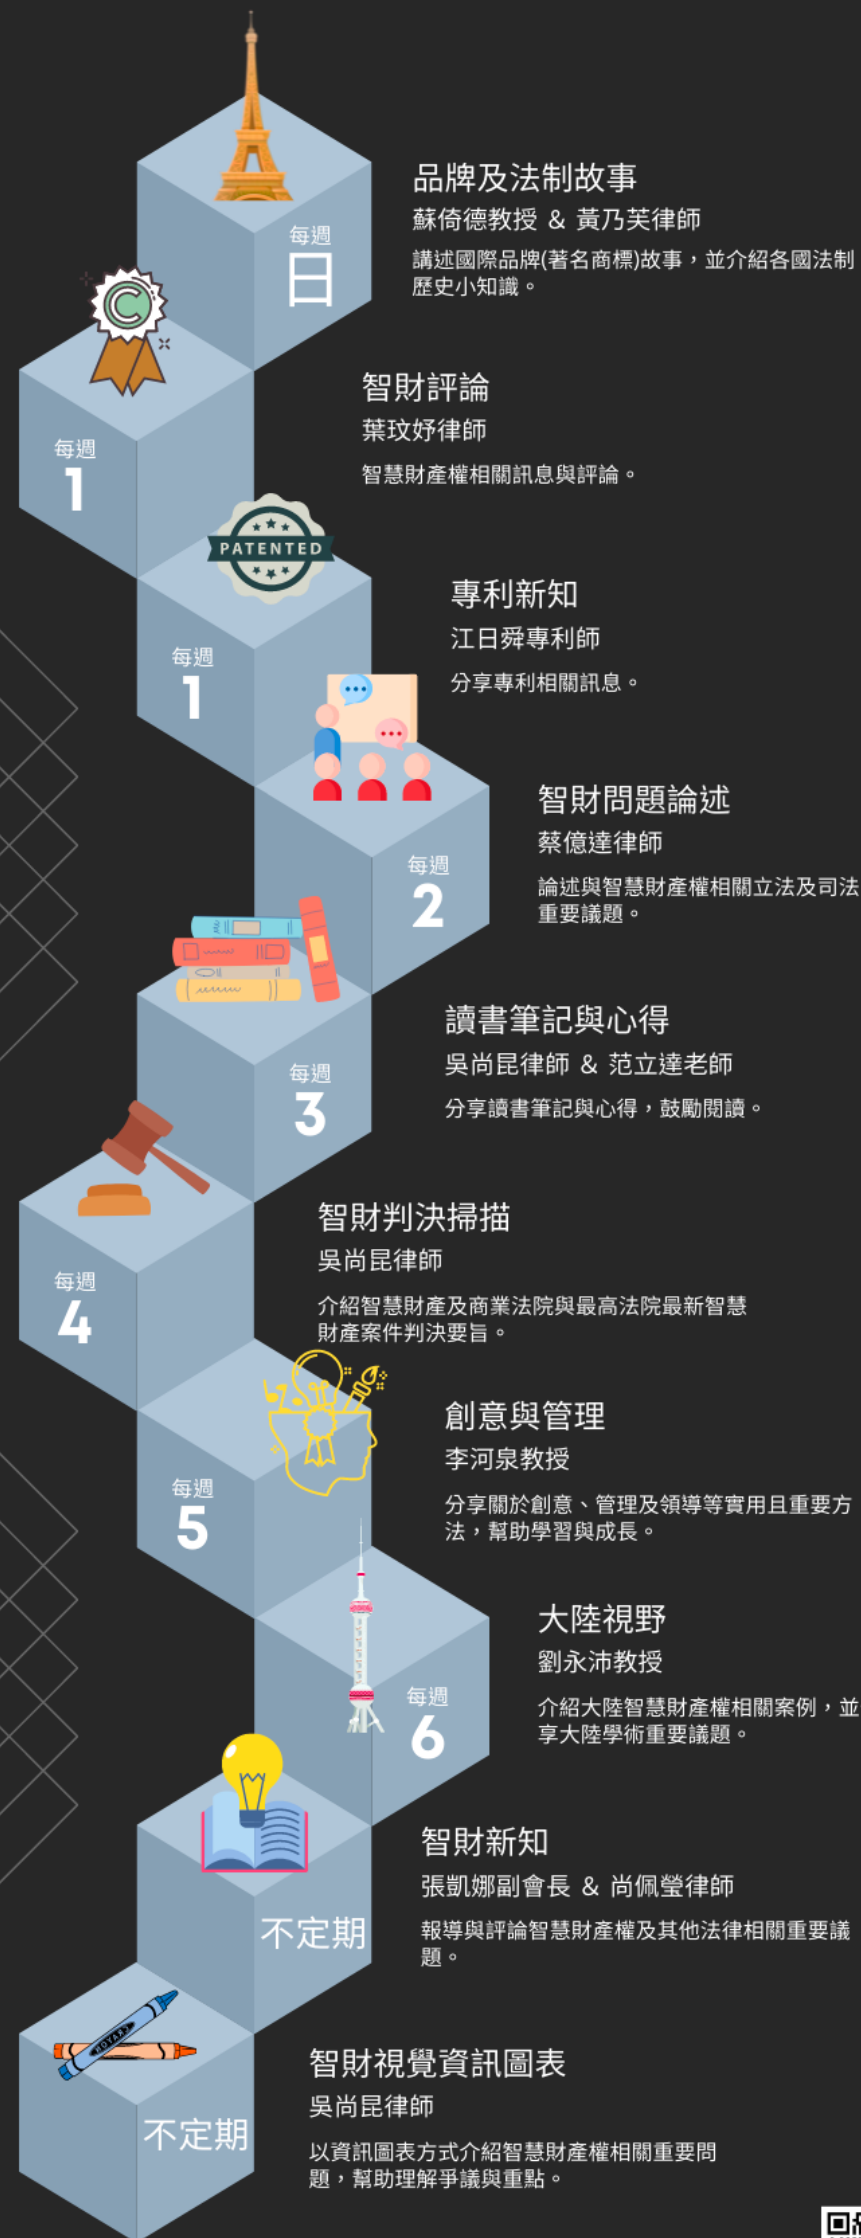 品牌及法制故事
蘇倚德教授 & 黃乃芙律師
每週
日
講述國際品牌(著名商標)故事，並介紹各國法制
歷史小知識。
C
智財評論
葉玟妤律師
每週
1
智慧財產權相關訊息與評論。
PATENTED
專利新知
江日舜專利師
每週
1
分享專利相關訊息。
智財問題論述
蔡億達律師
每週
2
論述與智慧財產權相關立法及司法
重要議題。
讀書筆記與心得
吳尚昆律師 & 范立達老師
每週
3
分享讀書筆記與心得，鼓勵閱讀。
智財判決掃描
吳尚昆律師
每週
4
介紹智慧財產及商業法院與最高法院最新智慧
財產案件判決要旨。
創意與管理
李河泉教授
每週
5
分享關於創意、管理及領導等實用且重要方
法，幫助學習與成長。
大陸視野
劉永沛教授
每週
6
介紹大陸智慧財產權相關案例，並
享大陸學術重要議題。
智財新知
張凱娜副會長 & 尚佩瑩律師
不定期
報導與評論智慧財產權及其他法律相關重要議
題。
智財視覺資訊圖表
吳尚昆律師
不定期
以資訊圖表方式介紹智慧財產權相關重要問
題，幫助理解爭議與重點。